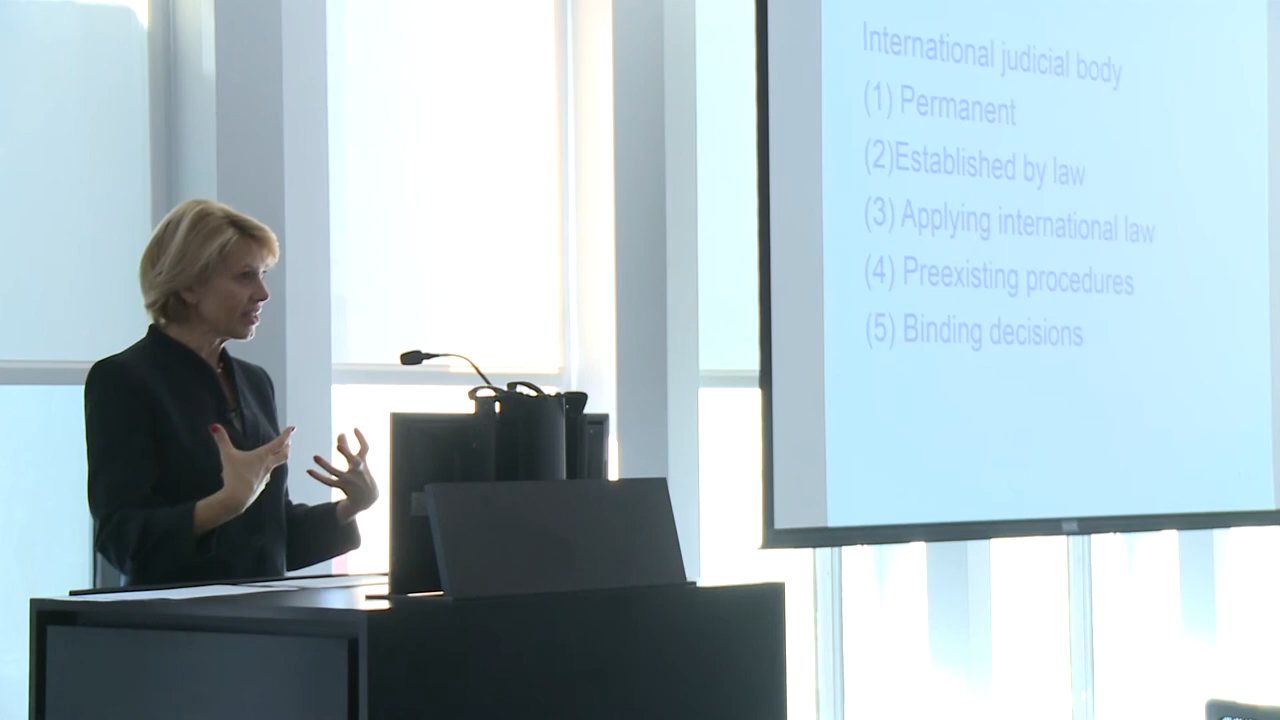 International judicial body
(1) Permanent
(2)Established by law
(3) Applying international law
(4) Preexisting procedures
(5) Binding decisions